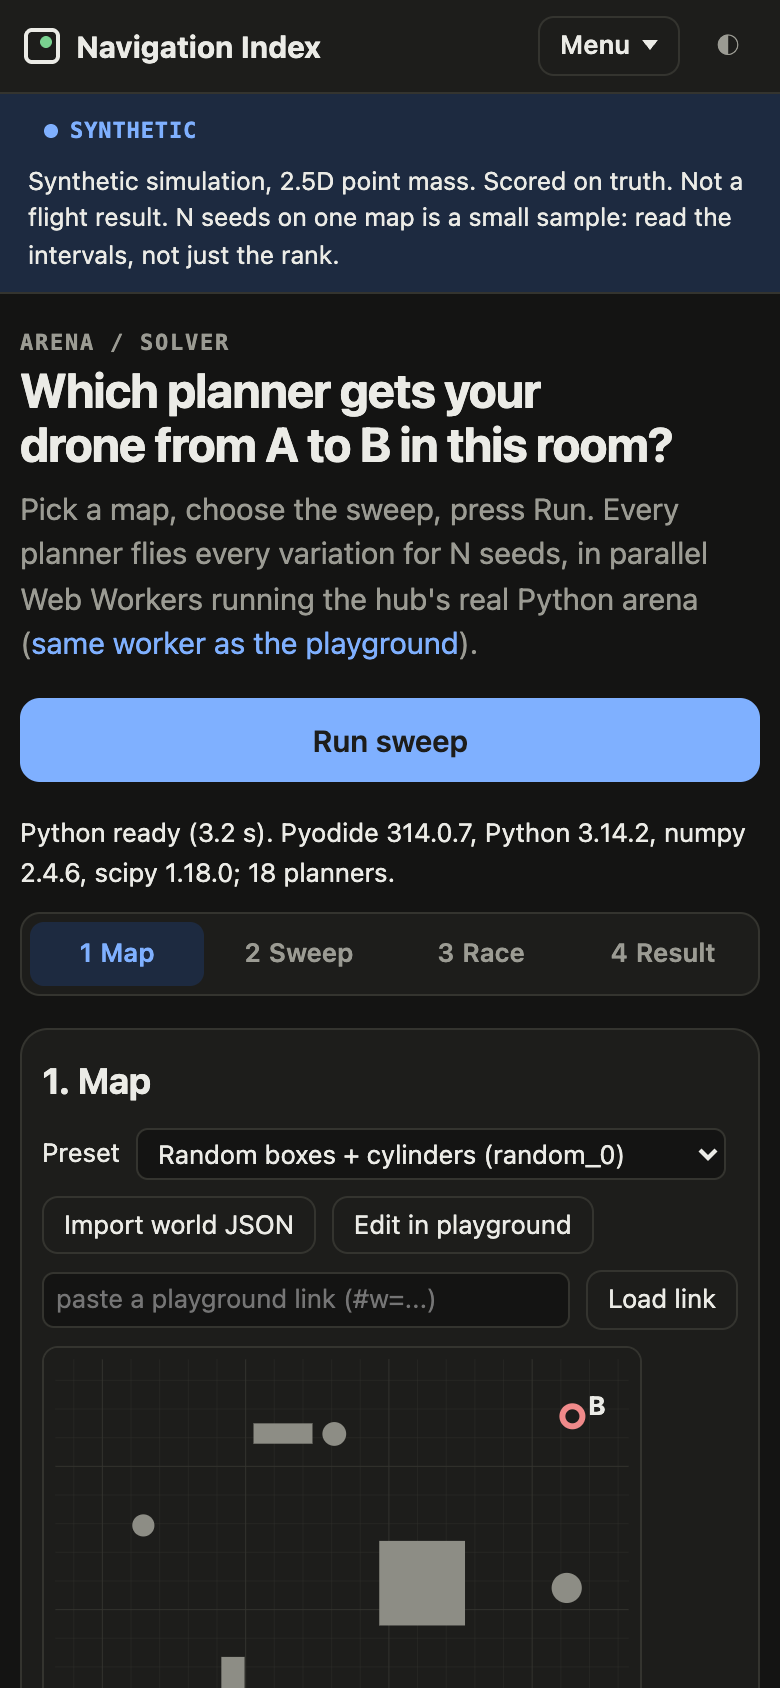 Navigation Index
Menu
SYNTHETIC
Synthetic simulation, 2.5D point mass. Scored on truth. Not a
flight result. N seeds on one map is a small sample: read the
intervals, not just the rank.
ARENA / SOLVER
Which planner gets your
drone from A to B in this room?
Pick a map, choose the sweep, press Run. Every
planner flies every variation for N seeds, in parallel
Web Workers running the hub's real Python arena
(same worker as the playground).
Run sweep
Python ready (3.2 s). Pyodide 314.0.7, Python 3.14.2, numpy
2.4.6, scipy 1.18.0; 18 planners.
1 Map 2 Sweep 3 Race 4 Result
1. Map
Preset Random boxes + cylinders (random_0)
Import world JSON Edit in playground
paste a playground link (#w=...) Load link
B